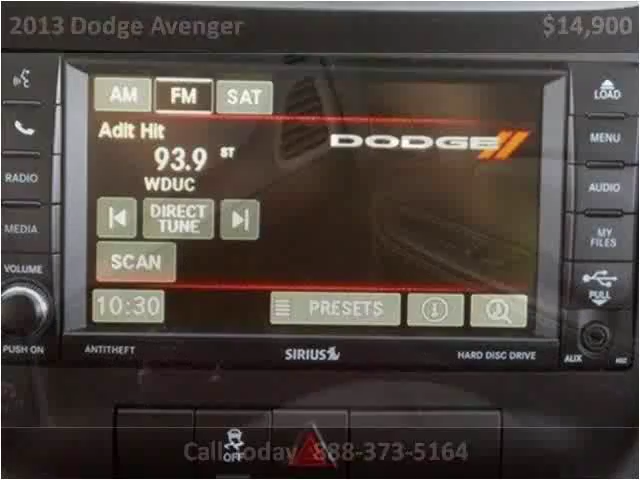 2013 Dodge Avenger $14,900
AM FM SAT
LOAD
Adlt Hit
DODGE
MENU
93.9 ST
WDUC
RADIO
AUDIO
DIRECT TUNE
MEDIA
MY FILES
SCAN
VOLUME
PULL
10:30 PRESETS
PUSH ON
ANTITHEFT
SIRIUS
HARD DISC DRIVE
AUX
OFF
Call Today 888-373-5164